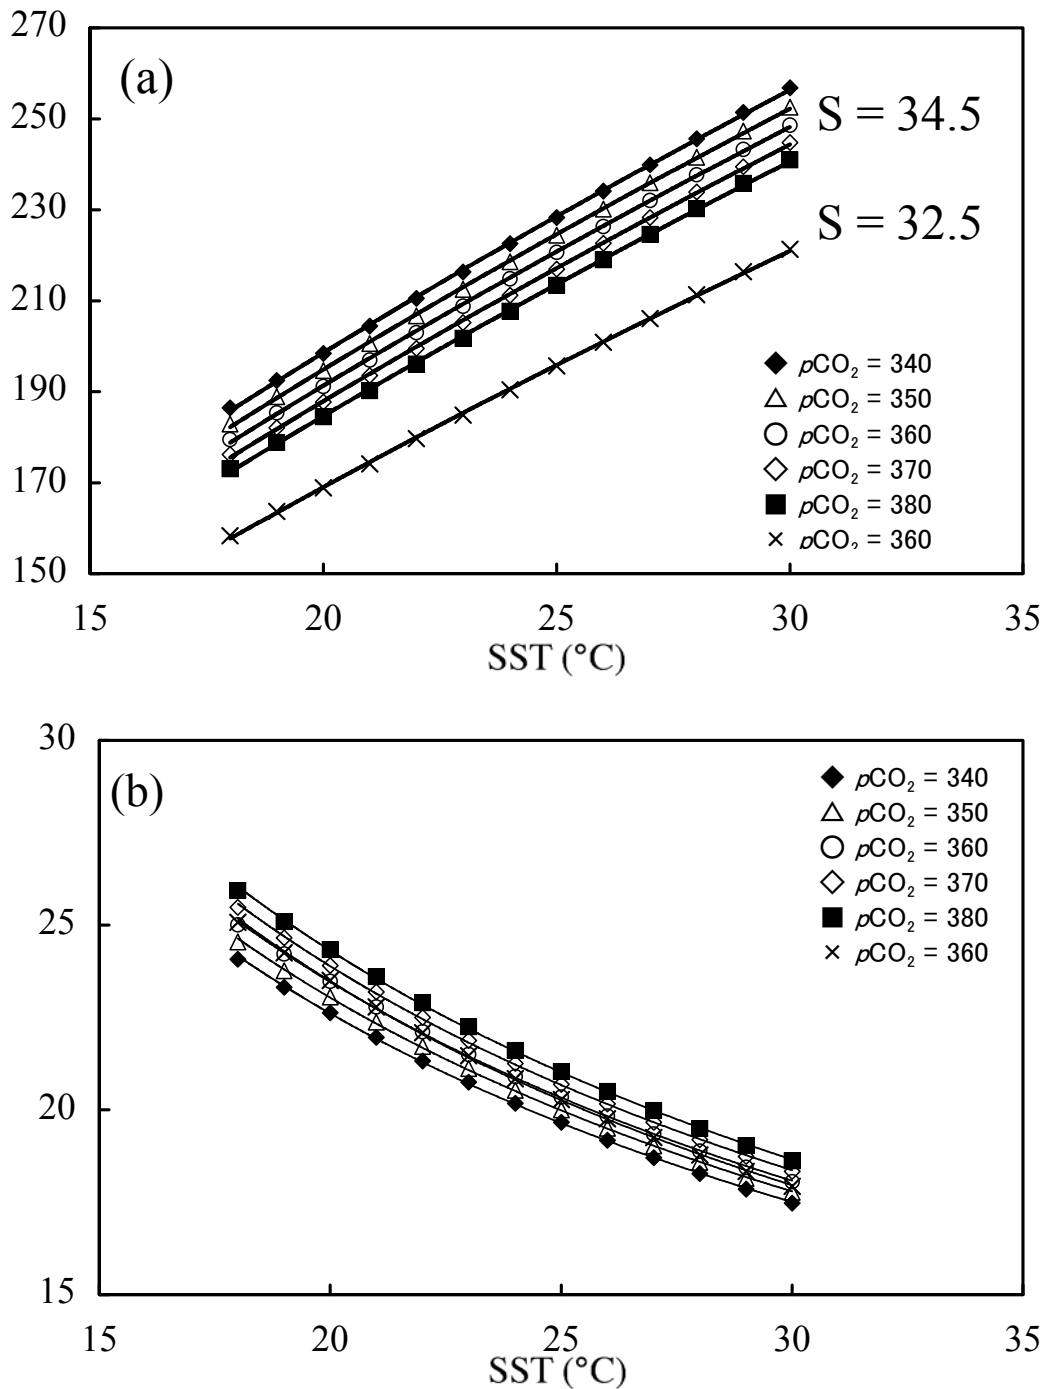 270
250
230
210
190
170
150
(a)
S = 34.5
S = 32.5
pCO₂ = 340
pCO₂ = 350
pCO₂ = 360
pCO₂ = 370
pCO₂ = 380
pCO₂ = 360
15 20 25 30 35
SST (°C)
30
25
20
15
(b)
pCO₂ = 340
pCO₂ = 350
pCO₂ = 360
pCO₂ = 370
pCO₂ = 380
pCO₂ = 360
15 20 25 30 35
SST (°C)